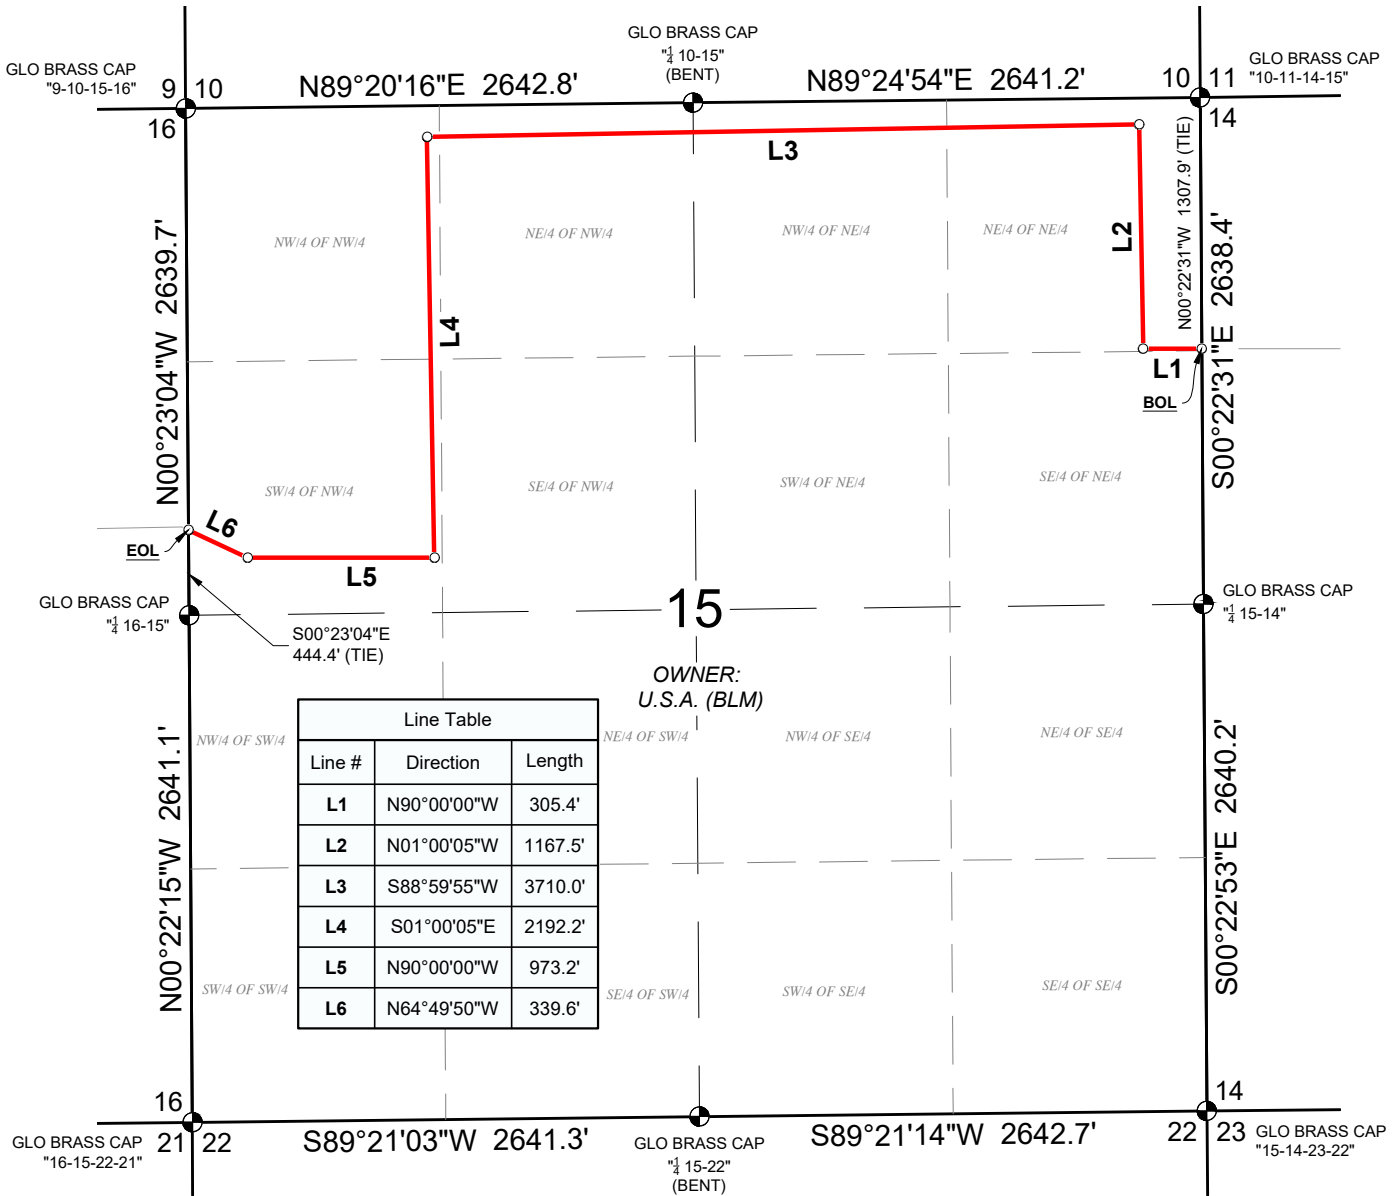 GLO BRASS CAP
"1/4 10-15"
(BENT)
GLO BRASS CAP
"9-10-15-16"
9 10
16
N89°20'16"E 2642.8'
N89°24'54"E 2641.2'
10 11
14
GLO BRASS CAP
"10-11-14-15"
L3
N00°22'31"W 1307.9' (TIE)
L2
N00°23'04"W 2639.7'
S00°22'31"E 2638.4'
NW/4 OF NW/4
NE/4 OF NW/4
NW/4 OF NE/4
NE/4 OF NE/4
L4
L1
BOL
SW/4 OF NW/4
SE/4 OF NW/4
SW/4 OF NE/4
SE/4 OF NE/4
L6
EOL
L5
GLO BRASS CAP
"1/4 16-15"
S00°23'04"E
444.4' (TIE)
15
GLO BRASS CAP
"1/4 15-14"
OWNER:
U.S.A. (BLM)
NW/4 OF SW/4
NE/4 OF SW/4
NW/4 OF SE/4
NE/4 OF SE/4
N00°22'15"W 2641.1'
S00°22'53"E 2640.2'
Line Table
Line # Direction Length
L1 N90°00'00"W 305.4'
L2 N01°00'05"W 1167.5'
L3 S88°59'55"W 3710.0'
L4 S01°00'05"E 2192.2'
L5 N90°00'00"W 973.2'
L6 N64°49'50"W 339.6'
SW/4 OF SW/4
SE/4 OF SW/4
SW/4 OF SE/4
SE/4 OF SE/4
16
21 22
GLO BRASS CAP
"16-15-22-21"
S89°21'03"W 2641.3'
GLO BRASS CAP
"1/4 15-22"
(BENT)
S89°21'14"W 2642.7'
14
22 23
GLO BRASS CAP
"15-14-23-22"